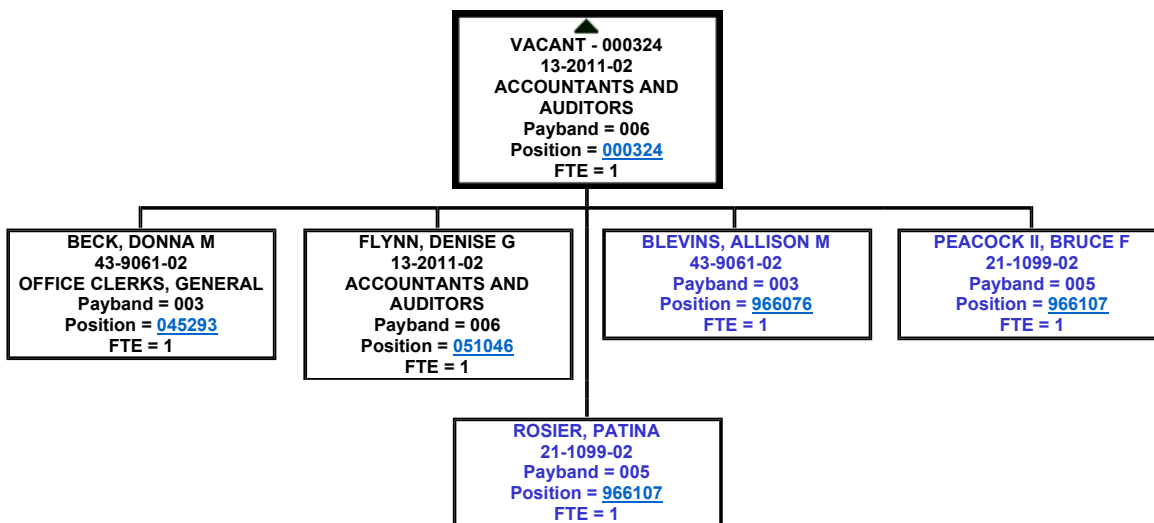 VACANT - 000324
13-2011-02
ACCOUNTANTS AND
AUDITORS
Payband = 006
Position = 000324
FTE = 1
BECK, DONNA M
43-9061-02
OFFICE CLERKS, GENERAL
Payband = 003
Position = 045293
FTE = 1
FLYNN, DENISE G
13-2011-02
ACCOUNTANTS AND
AUDITORS
Payband = 006
Position = 051046
FTE = 1
BLEVINS, ALLISON M
43-9061-02
Payband = 003
Position = 966076
FTE = 1
PEACOCK II, BRUCE F
21-1099-02
Payband = 005
Position = 966107
FTE = 1
ROSIER, PATINA
21-1099-02
Payband = 005
Position = 966107
FTE = 1